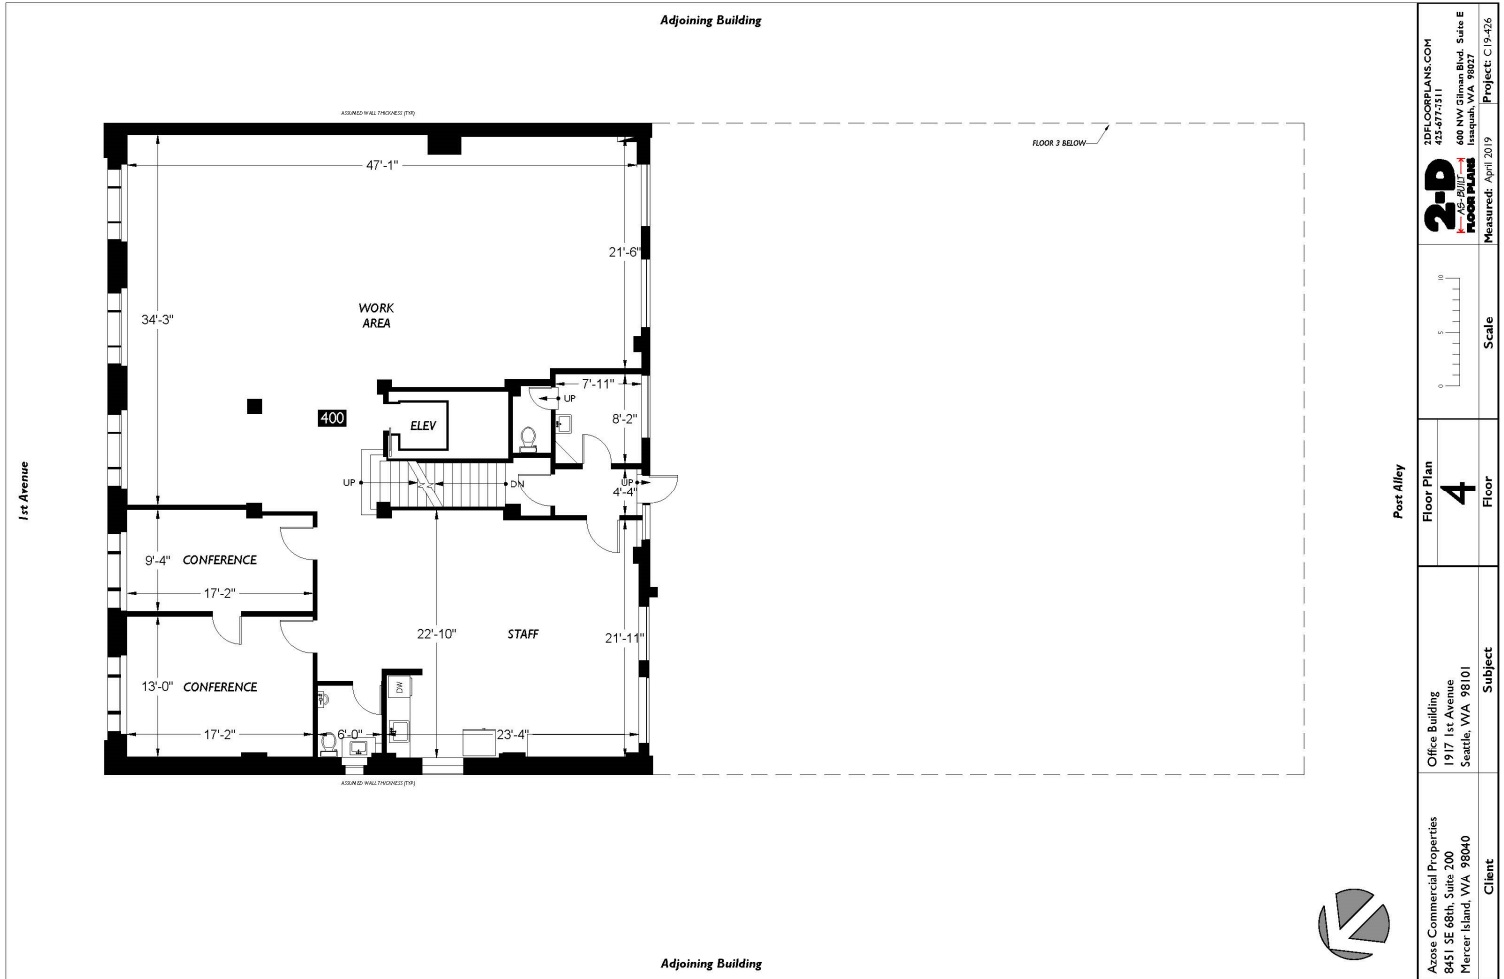 Adjoining Building
ASSUMED WALL THICKNESS (TYP)
FLOOR 3 BELOW
47'-1"
21'-6"
34'-3"
WORK
AREA
7'-11"
UP
8'-2"
400
ELEV
UP
DN
UP
4'-4"
9'-4"
CONFERENCE
17'-2"
22'-10"
STAFF
21'-11"
13'-0"
CONFERENCE
DW
17'-2"
6'-0"
23'-4"
ASSUMED WALL THICKNESS (TYP)
1st Avenue
Post Alley
Adjoining Building
2DFLOORPLANS.COM
425-677-7511
600 NW Gilman Blvd. Suite E
Issaquah, WA 98027
2-D
AS-BUILT
FLOOR PLANS
Measured: April 2019
Project: C19-426
0
5
10
Scale
Floor Plan
4
Floor
Office Building
1917 1st Avenue
Seattle, WA 98101
Subject
Azose Commercial Properties
8451 SE 68th, Suite 200
Mercer Island, WA 98040
Client